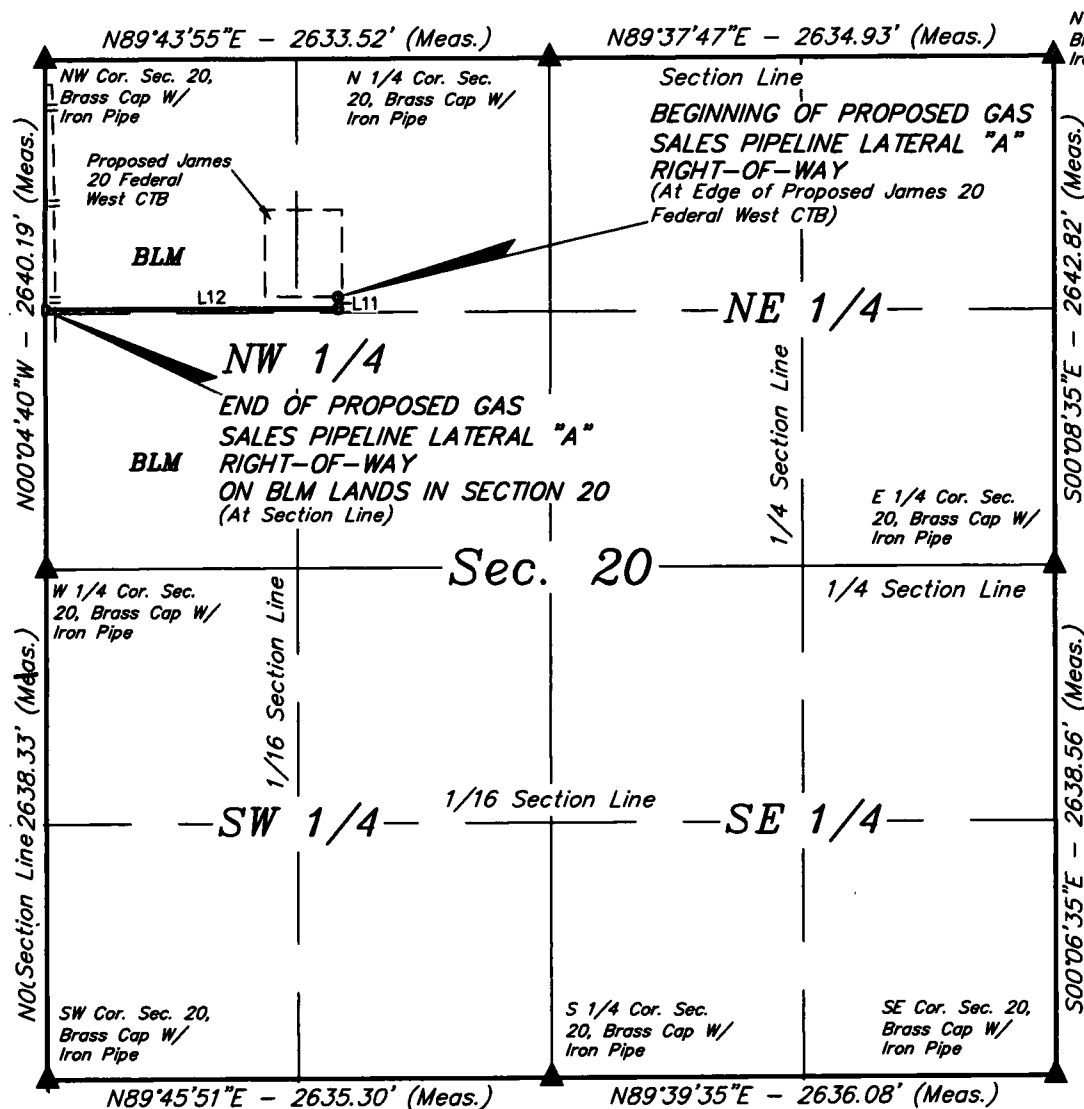 N89°43'55"E - 2633.52' (Meas.)
N89°37'47"E - 2634.93' (Meas.)
NW Cor. Sec. 20,
Brass Cap W/
Iron Pipe
N 1/4 Cor. Sec.
20, Brass Cap W/
Iron Pipe
Section Line
BEGINNING OF PROPOSED GAS
SALES PIPELINE LATERAL "A"
RIGHT-OF-WAY
(At Edge of Proposed James 20
Federal West CTB)
Proposed James
20 Federal
West CTB
BLM
L12
L11
N00°04'40"W - 2640.19' (Meas.)
S00°08'35"E - 2642.82' (Meas.)
NW 1/4
NE 1/4
END OF PROPOSED GAS
SALES PIPELINE LATERAL "A"
RIGHT-OF-WAY
ON BLM LANDS IN SECTION 20
(At Section Line)
BLM
1/4 Section Line
E 1/4 Cor. Sec.
20, Brass Cap W/
Iron Pipe
Sec. 20
1/4 Section Line
W 1/4 Cor. Sec.
20, Brass Cap W/
Iron Pipe
1/16 Section Line
Section Line
2638.33' (Meas.)
S00°06'35"E - 2638.56' (Meas.)
1/16 Section Line
SW 1/4
SE 1/4
SW Cor. Sec. 20,
Brass Cap W/
Iron Pipe
S 1/4 Cor. Sec.
20, Brass Cap W/
Iron Pipe
SE Cor. Sec. 20,
Brass Cap W/
Iron Pipe
N89°45'51"E - 2635.30' (Meas.)
N89°39'35"E - 2636.08' (Meas.)